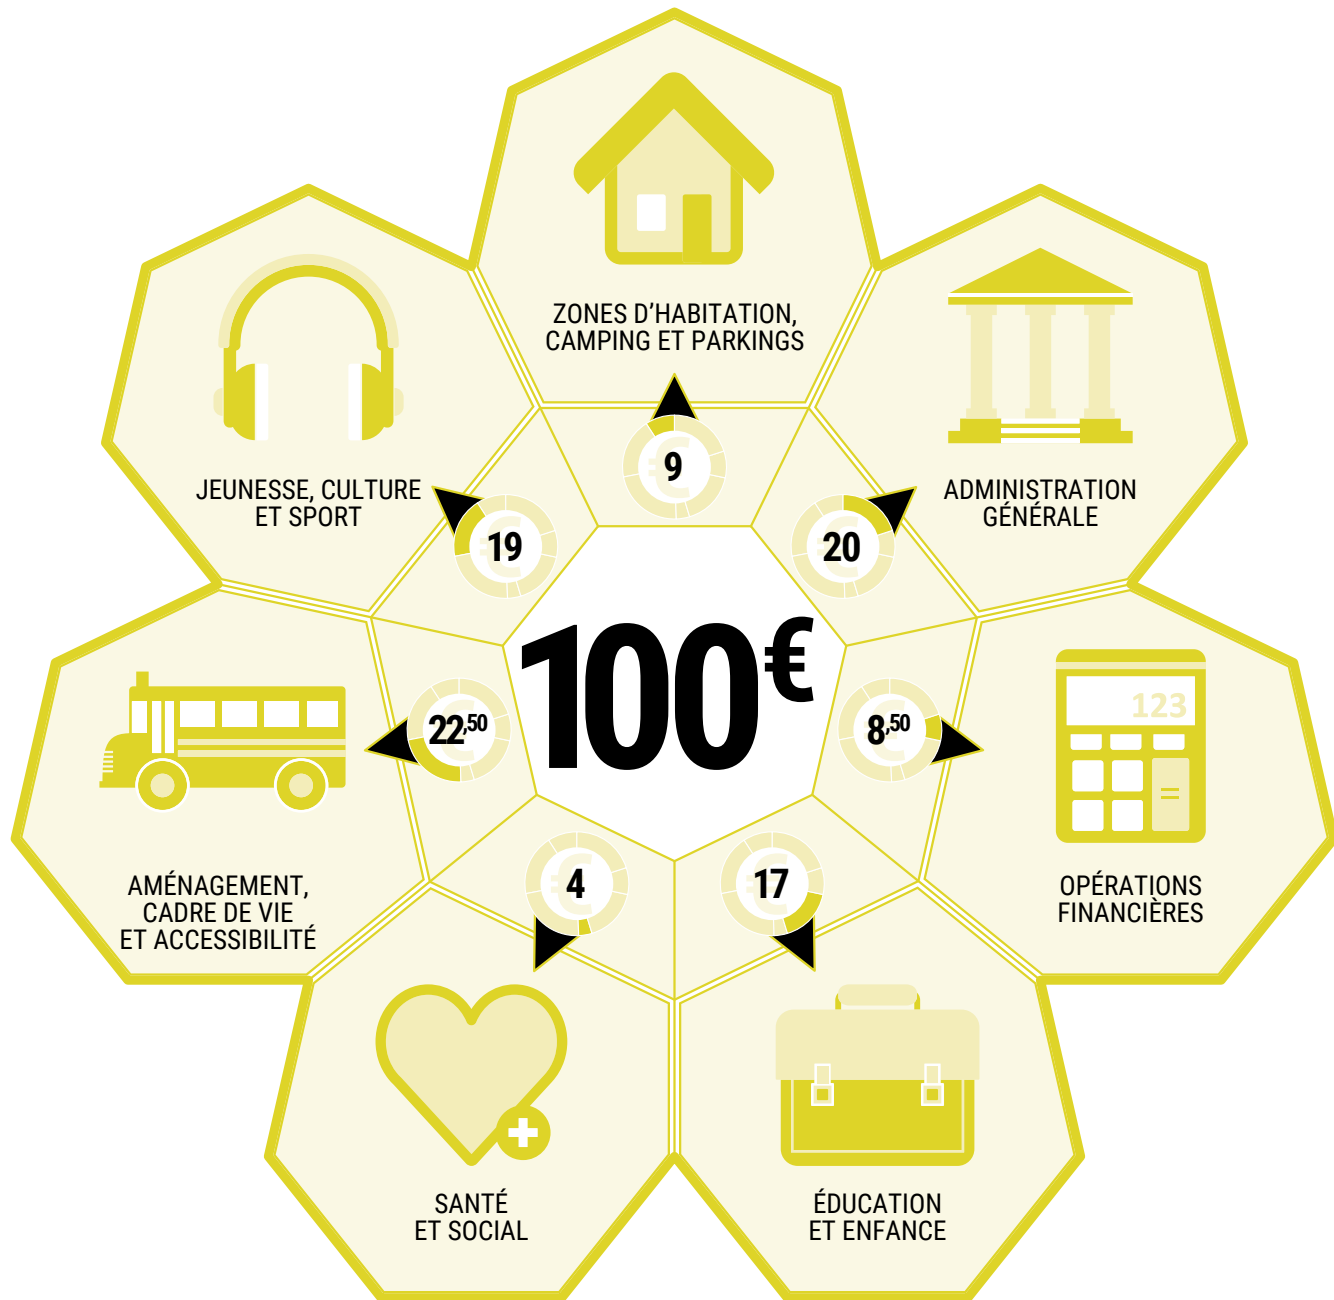 ZONES D'HABITATION,
CAMPING ET PARKINGS
9
JEUNESSE, CULTURE
ET SPORT
19
ADMINISTRATION
GÉNÉRALE
20
100€
AMÉNAGEMENT,
CADRE DE VIE
ET ACCESSIBILITÉ
22,50
8,50
123
=
OPÉRATIONS
FINANCIÈRES
4
SANTÉ
ET SOCIAL
17
ÉDUCATION
ET ENFANCE